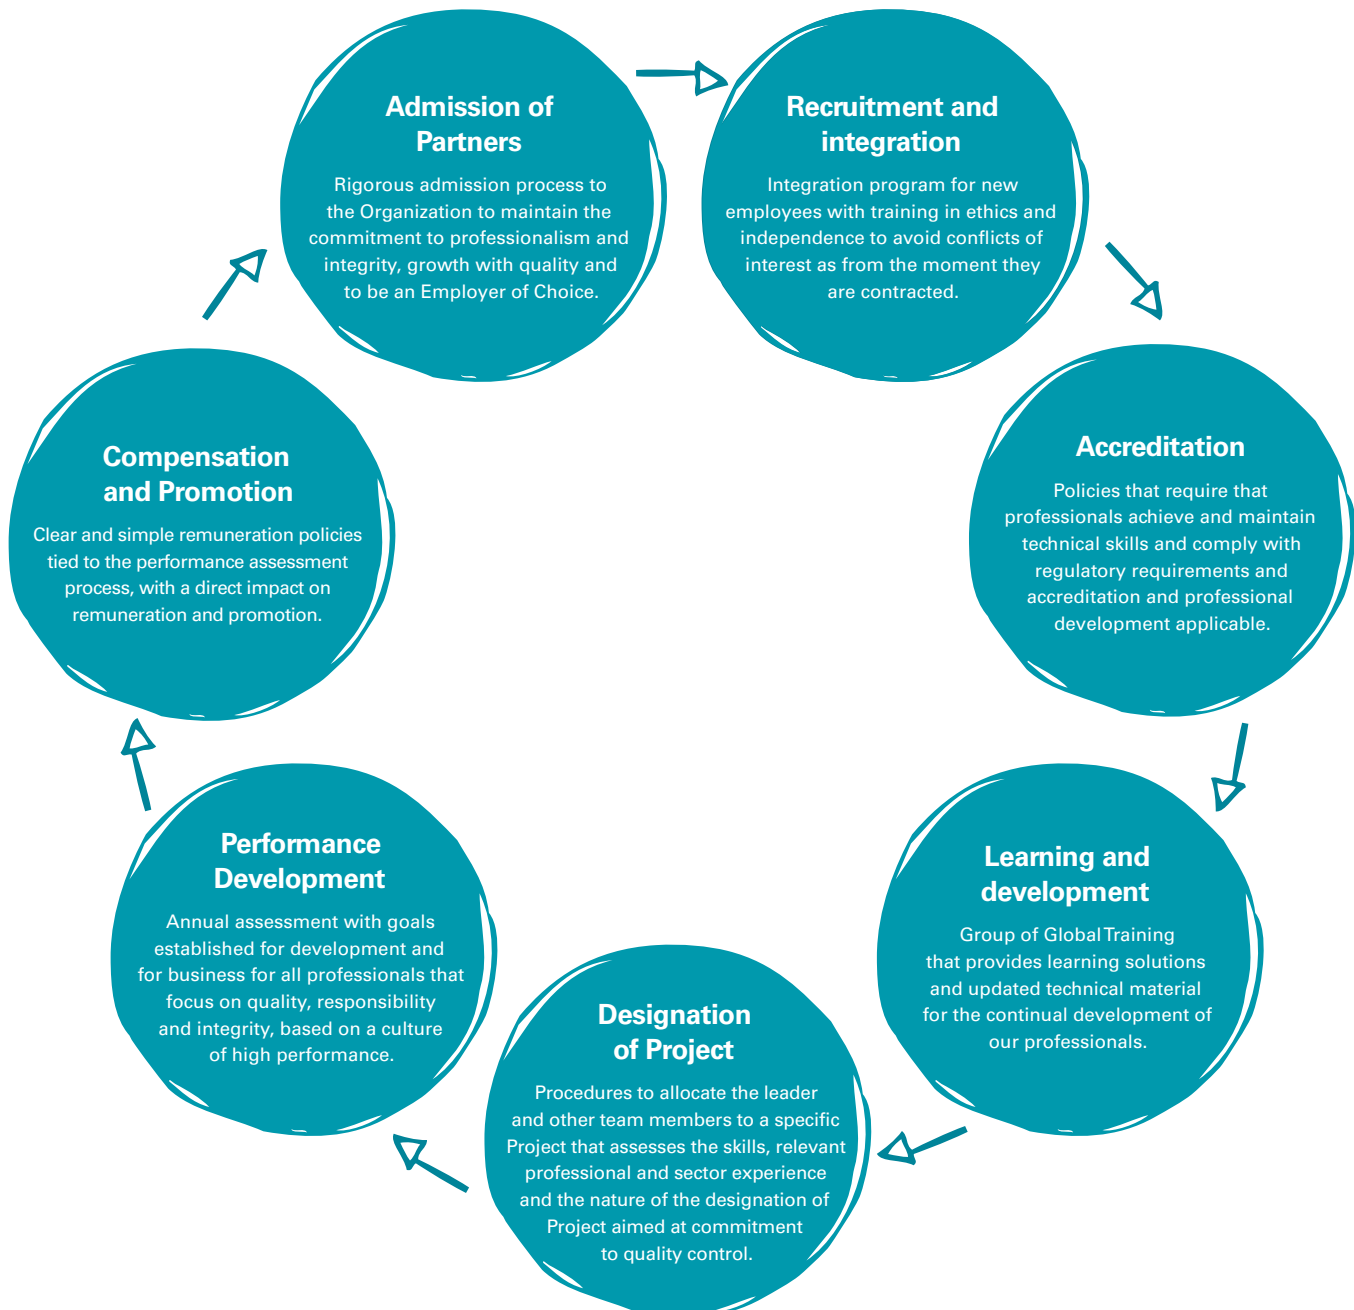 Admission of
Partners
Rigorous admission process to
the Organization to maintain the
commitment to professionalism and
integrity, growth with quality and
to be an Employer of Choice.
Recruitment and
integration
Integration program for new
employees with training in ethics and
independence to avoid conflicts of
interest as from the moment they
are contracted.
Accreditation
Policies that require that
professionals achieve and maintain
technical skills and comply with
regulatory requirements and
accreditation and professional
development applicable.
Learning and
development
Group of Global Training
that provides learning solutions
and updated technical material
for the continual development of
our professionals.
Designation
of Project
Procedures to allocate the leader
and other team members to a specific
Project that assesses the skills, relevant
professional and sector experience
and the nature of the designation of
Project aimed at commitment
to quality control.
Performance
Development
Annual assessment with goals
established for development and
for business for all professionals that
focus on quality, responsibility
and integrity, based on a culture
of high performance.
Compensation
and Promotion
Clear and simple remuneration policies
tied to the performance assessment
process, with a direct impact on
remuneration and promotion.